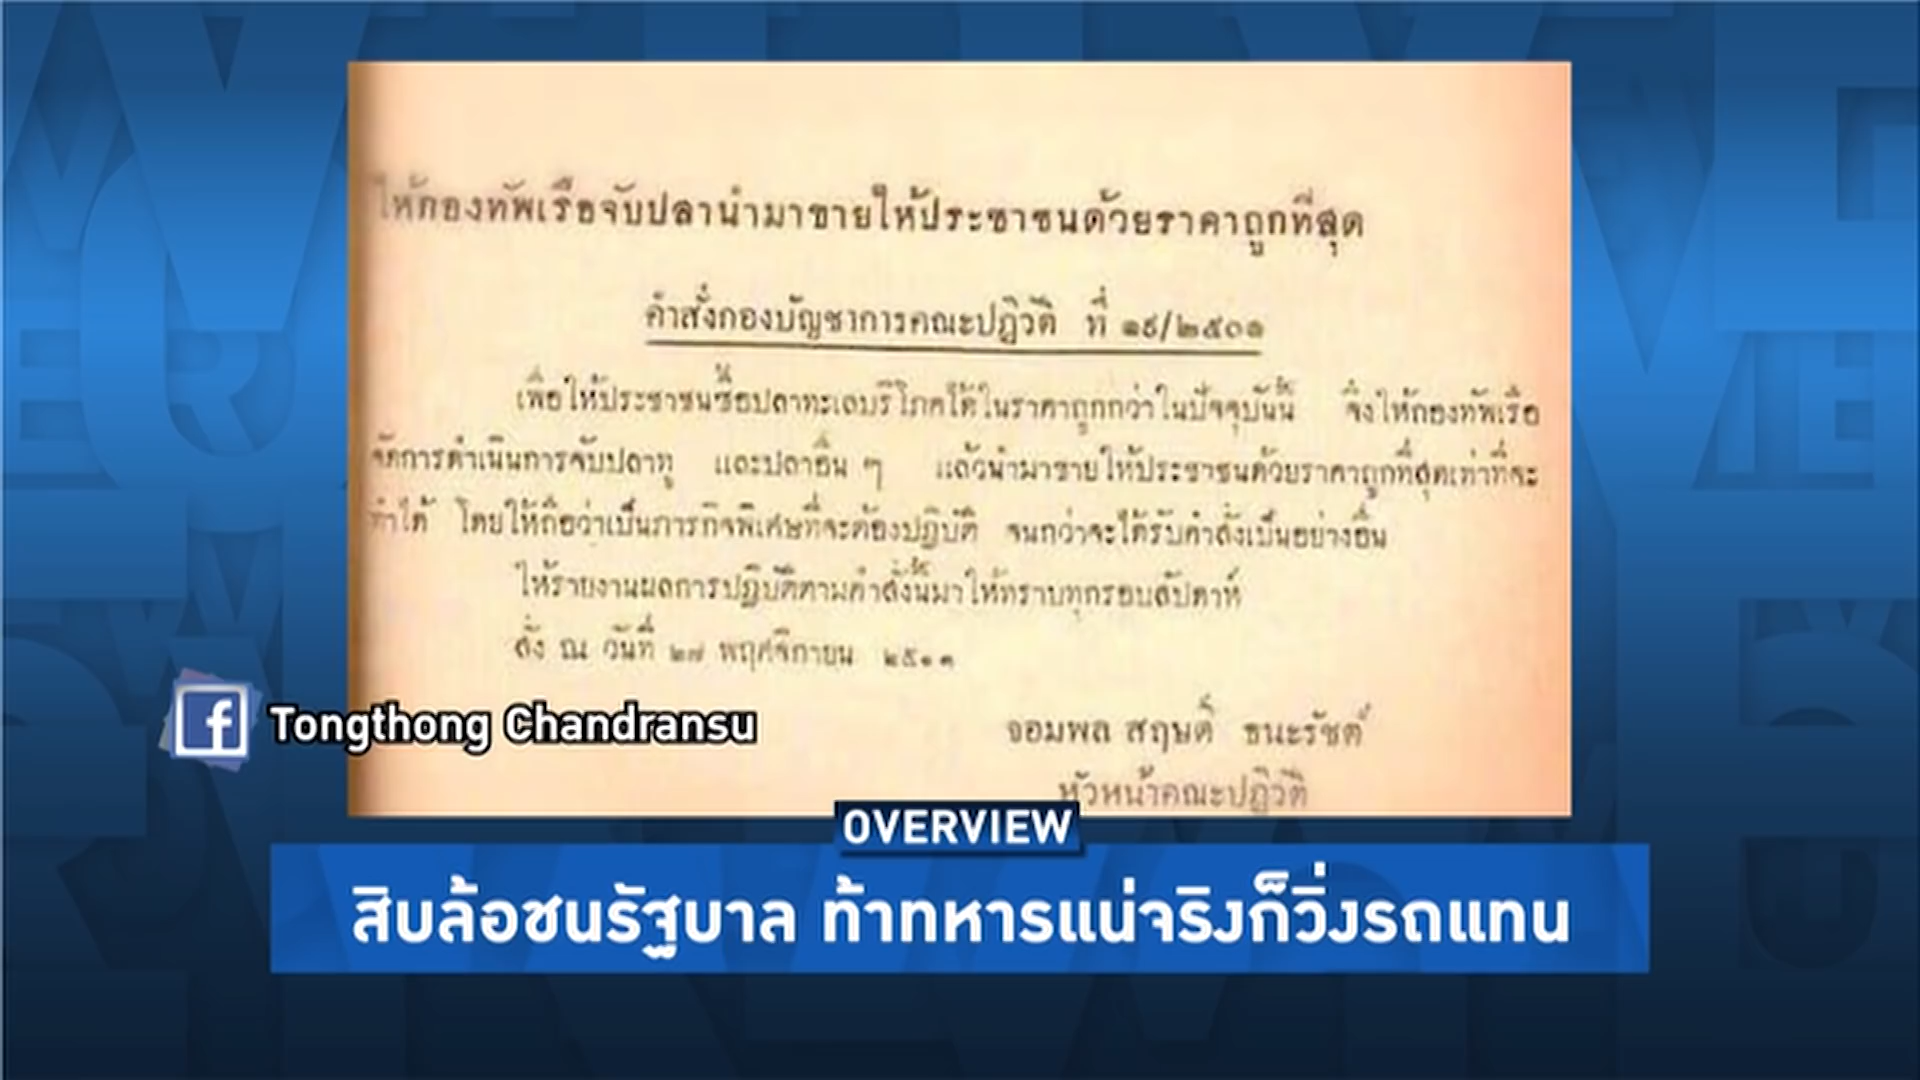 ให้กองทัพเรือจับปลานำมาขายให้ประชาชนด้วยราคาถูกที่สุด
คำสั่งกองบัญชาการคณะปฏิวัติ ที่ ๑๙/๒๕๐๑
เพื่อให้ประชาชนซื้อปลาทะเลบริโภคได้ในราคาถูกกว่าในปัจจุบันนี้ จึงให้กองทัพเรือ
จัดการดำเนินการจับปลาทู และปลาอื่น ๆ แล้วนำมาขายให้ประชาชนด้วยราคาถูกที่สุดเท่าที่จะ
ทำได้ โดยให้ถือว่าเป็นภารกิจพิเศษที่จะต้องปฏิบัติ จนกว่าจะได้รับคำสั่งเป็นอย่างอื่น
ให้รายงานผลการปฏิบัติตามคำสั่งนี้มาให้ทราบทุกรอบสัปดาห์
สั่ง ณ วันที่ ๒๗ พฤศจิกายน ๒๕๐๑
จอมพล สฤษดิ์ ธนะรัชต์
หัวหน้าคณะปฏิวัติ
Tongthong Chandransu
OVERVIEW
สิบล้อชนรัฐบาล ท้าทหารแน่จริงก็วิ่งรถแทน